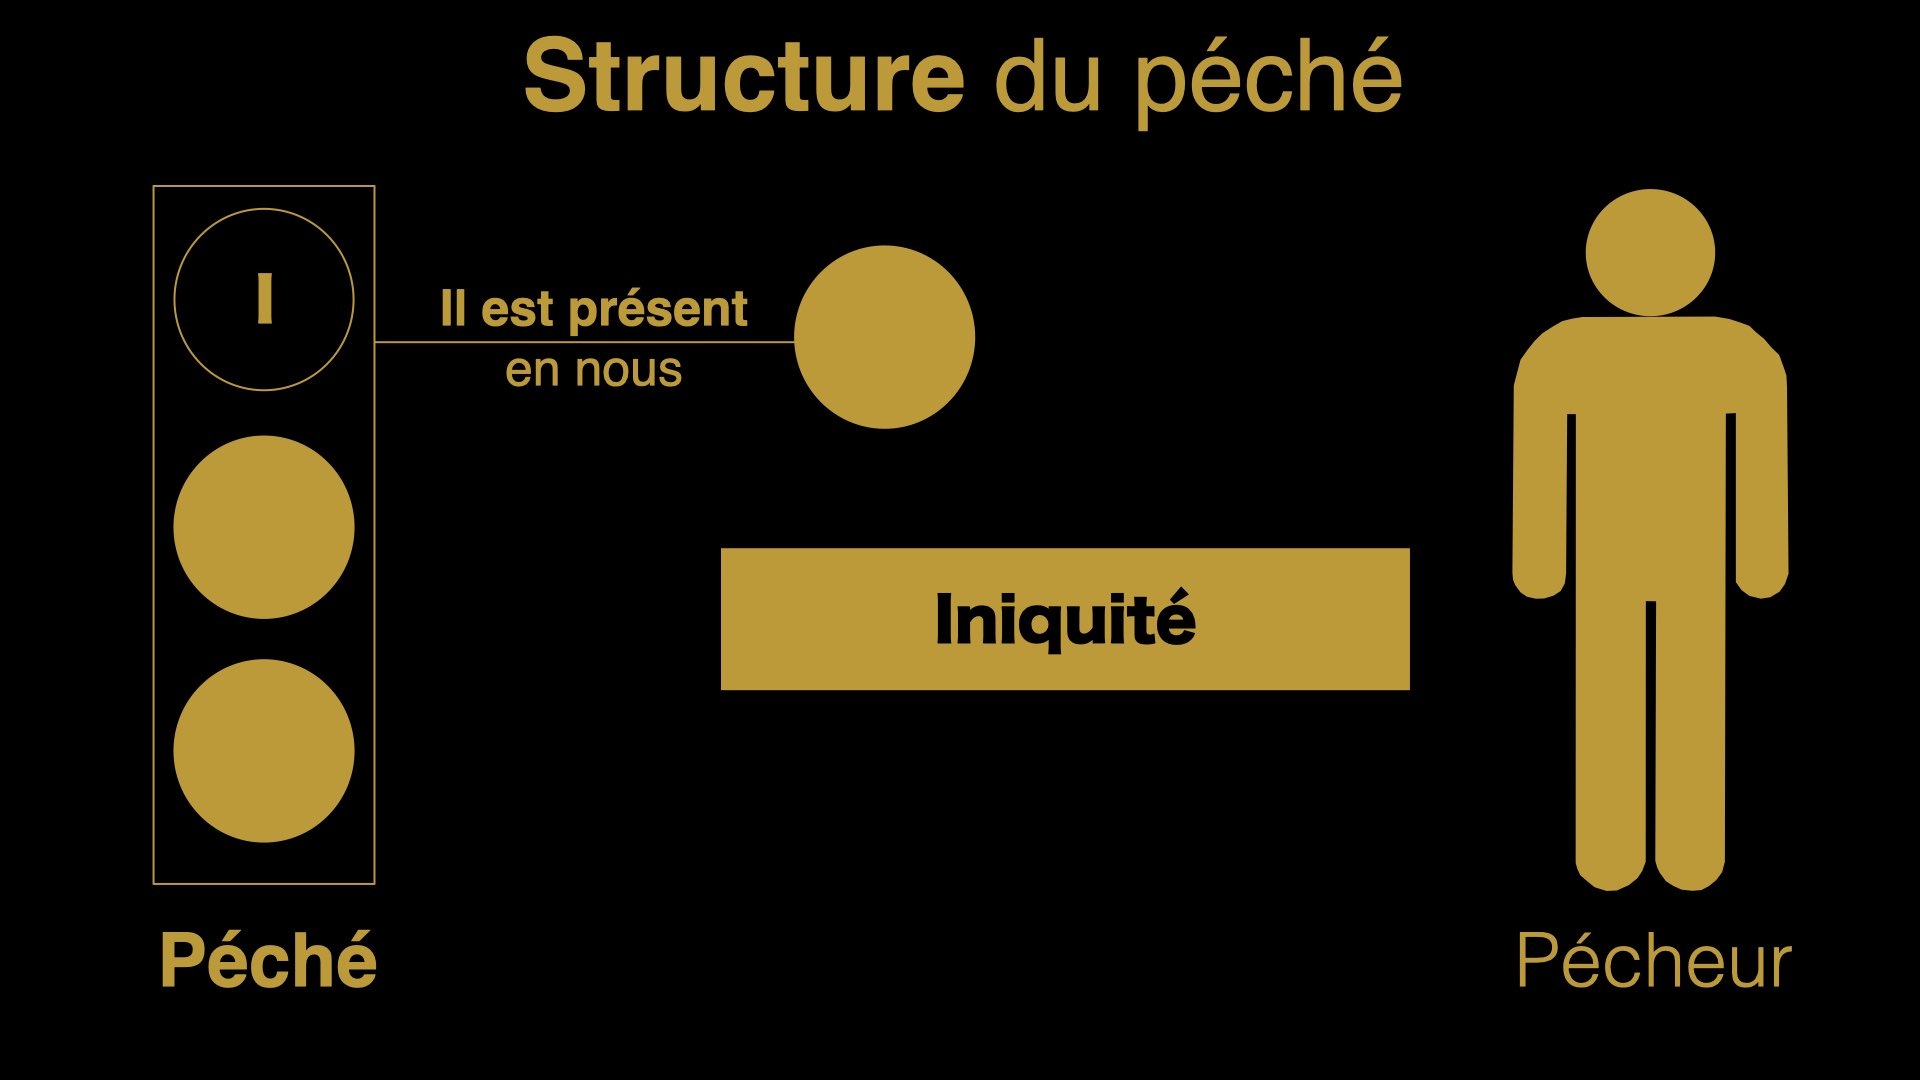 Structure du péché
I
Il est présent
en nous
Iniquité
Péché
Pécheur